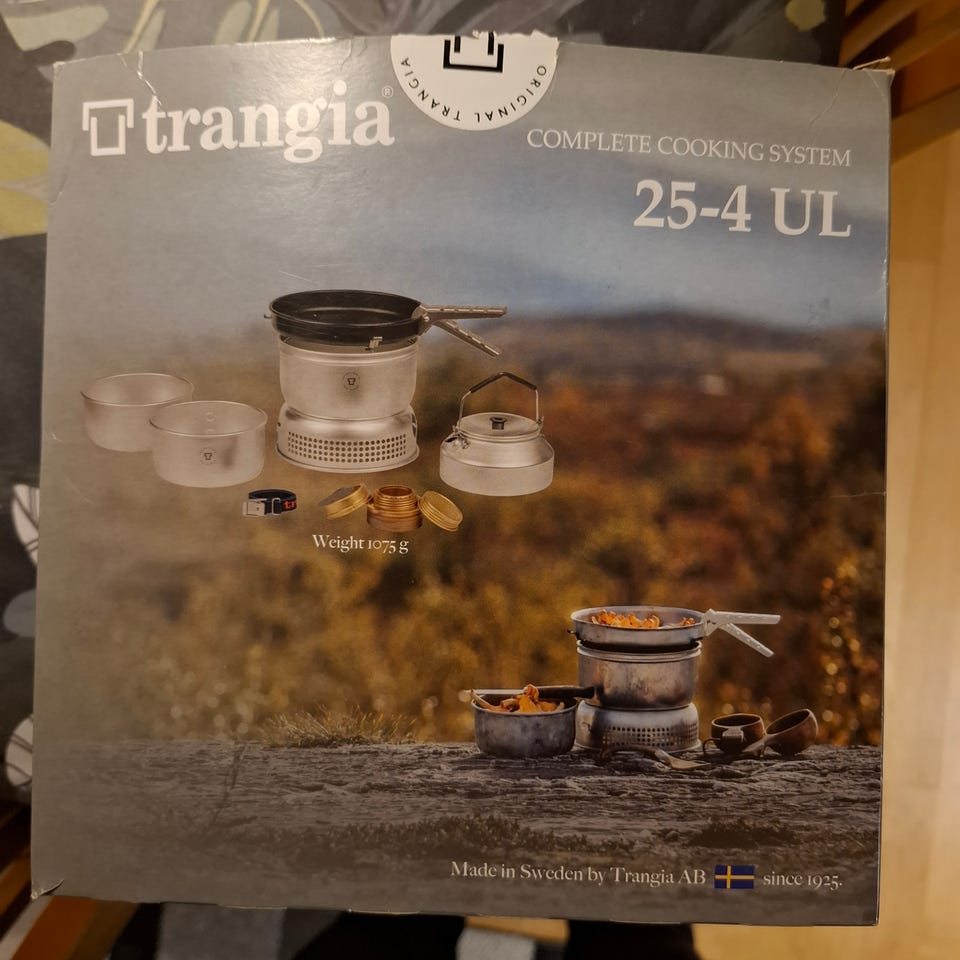 ORIGINAL TRANGIA
trangia®
COMPLETE COOKING SYSTEM
25-4 UL
Weight 1075 g
Made in Sweden by Trangia AB since 1925.